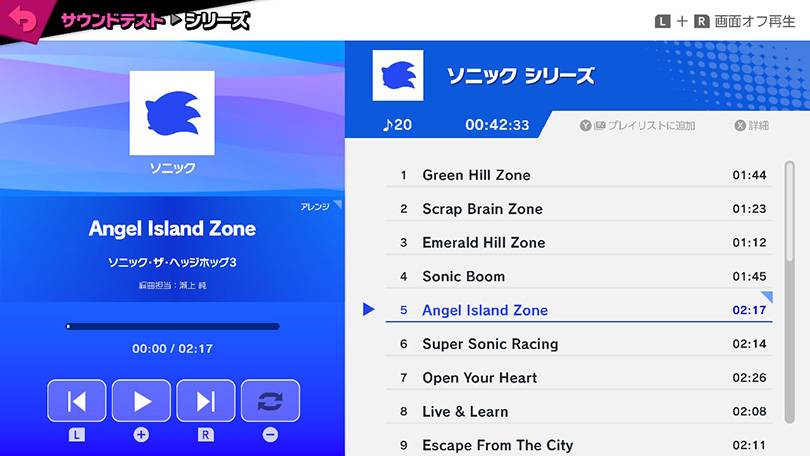 サウンドテスト ▶ シリーズ
L + R 画面オフ再生
ソニック
アレンジ
Angel Island Zone
ソニック・ザ・ヘッジホッグ3
編曲担当：瀬上 純
00:00 / 02:17
L + R −
ソニック シリーズ
♪20 00:42:33 Y プレイリストに追加 X 詳細
1 Green Hill Zone 01:44
2 Scrap Brain Zone 01:23
3 Emerald Hill Zone 01:12
4 Sonic Boom 01:45
5 Angel Island Zone 02:17
6 Super Sonic Racing 02:14
7 Open Your Heart 02:26
8 Live & Learn 02:08
9 Escape From The City 02:11